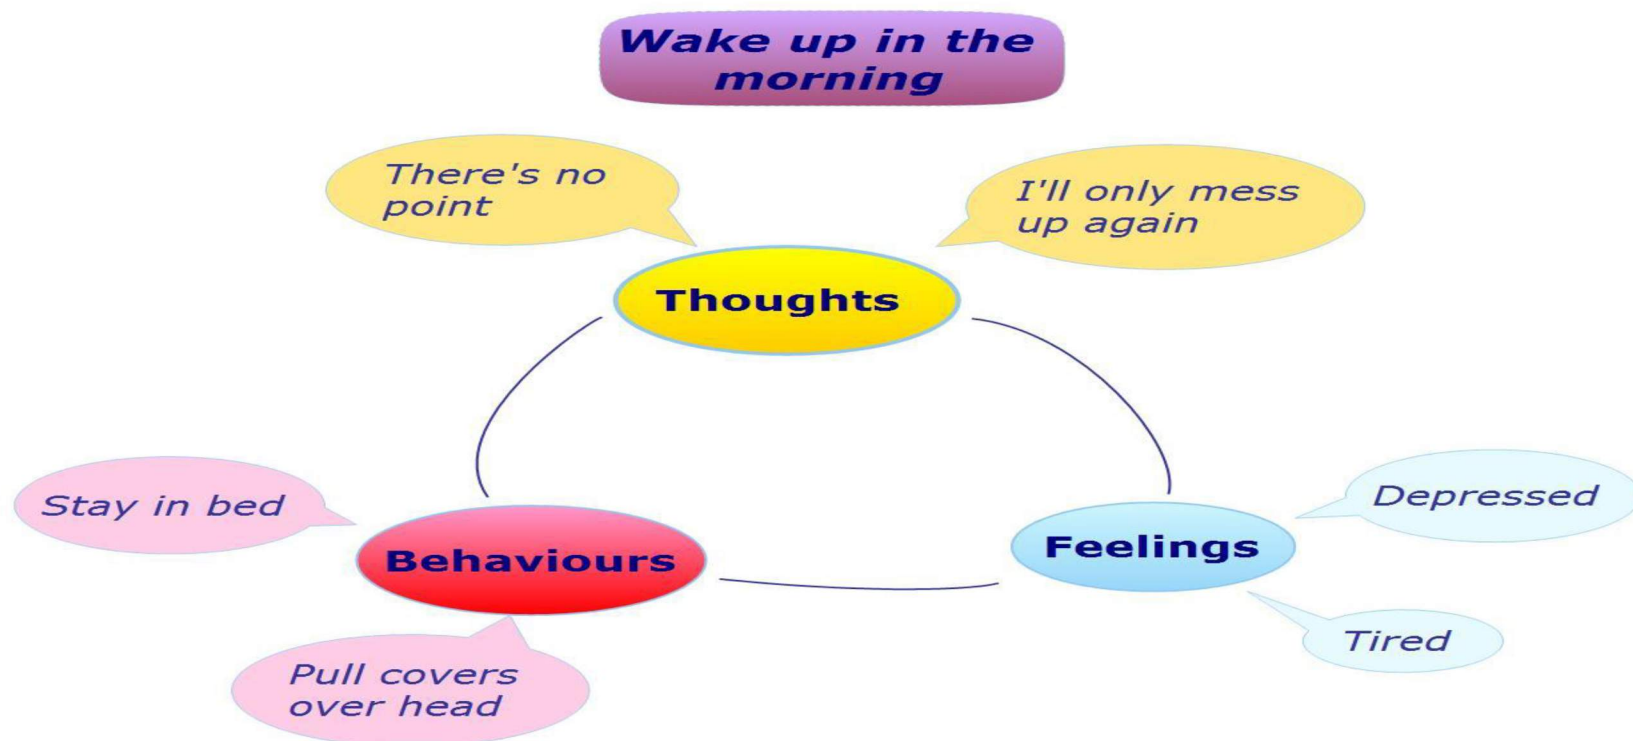 Wake up in the
morning
There's no
point
I'll only mess
up again
Thoughts
Stay in bed
Behaviours
Pull covers
over head
Feelings
Depressed
Tired